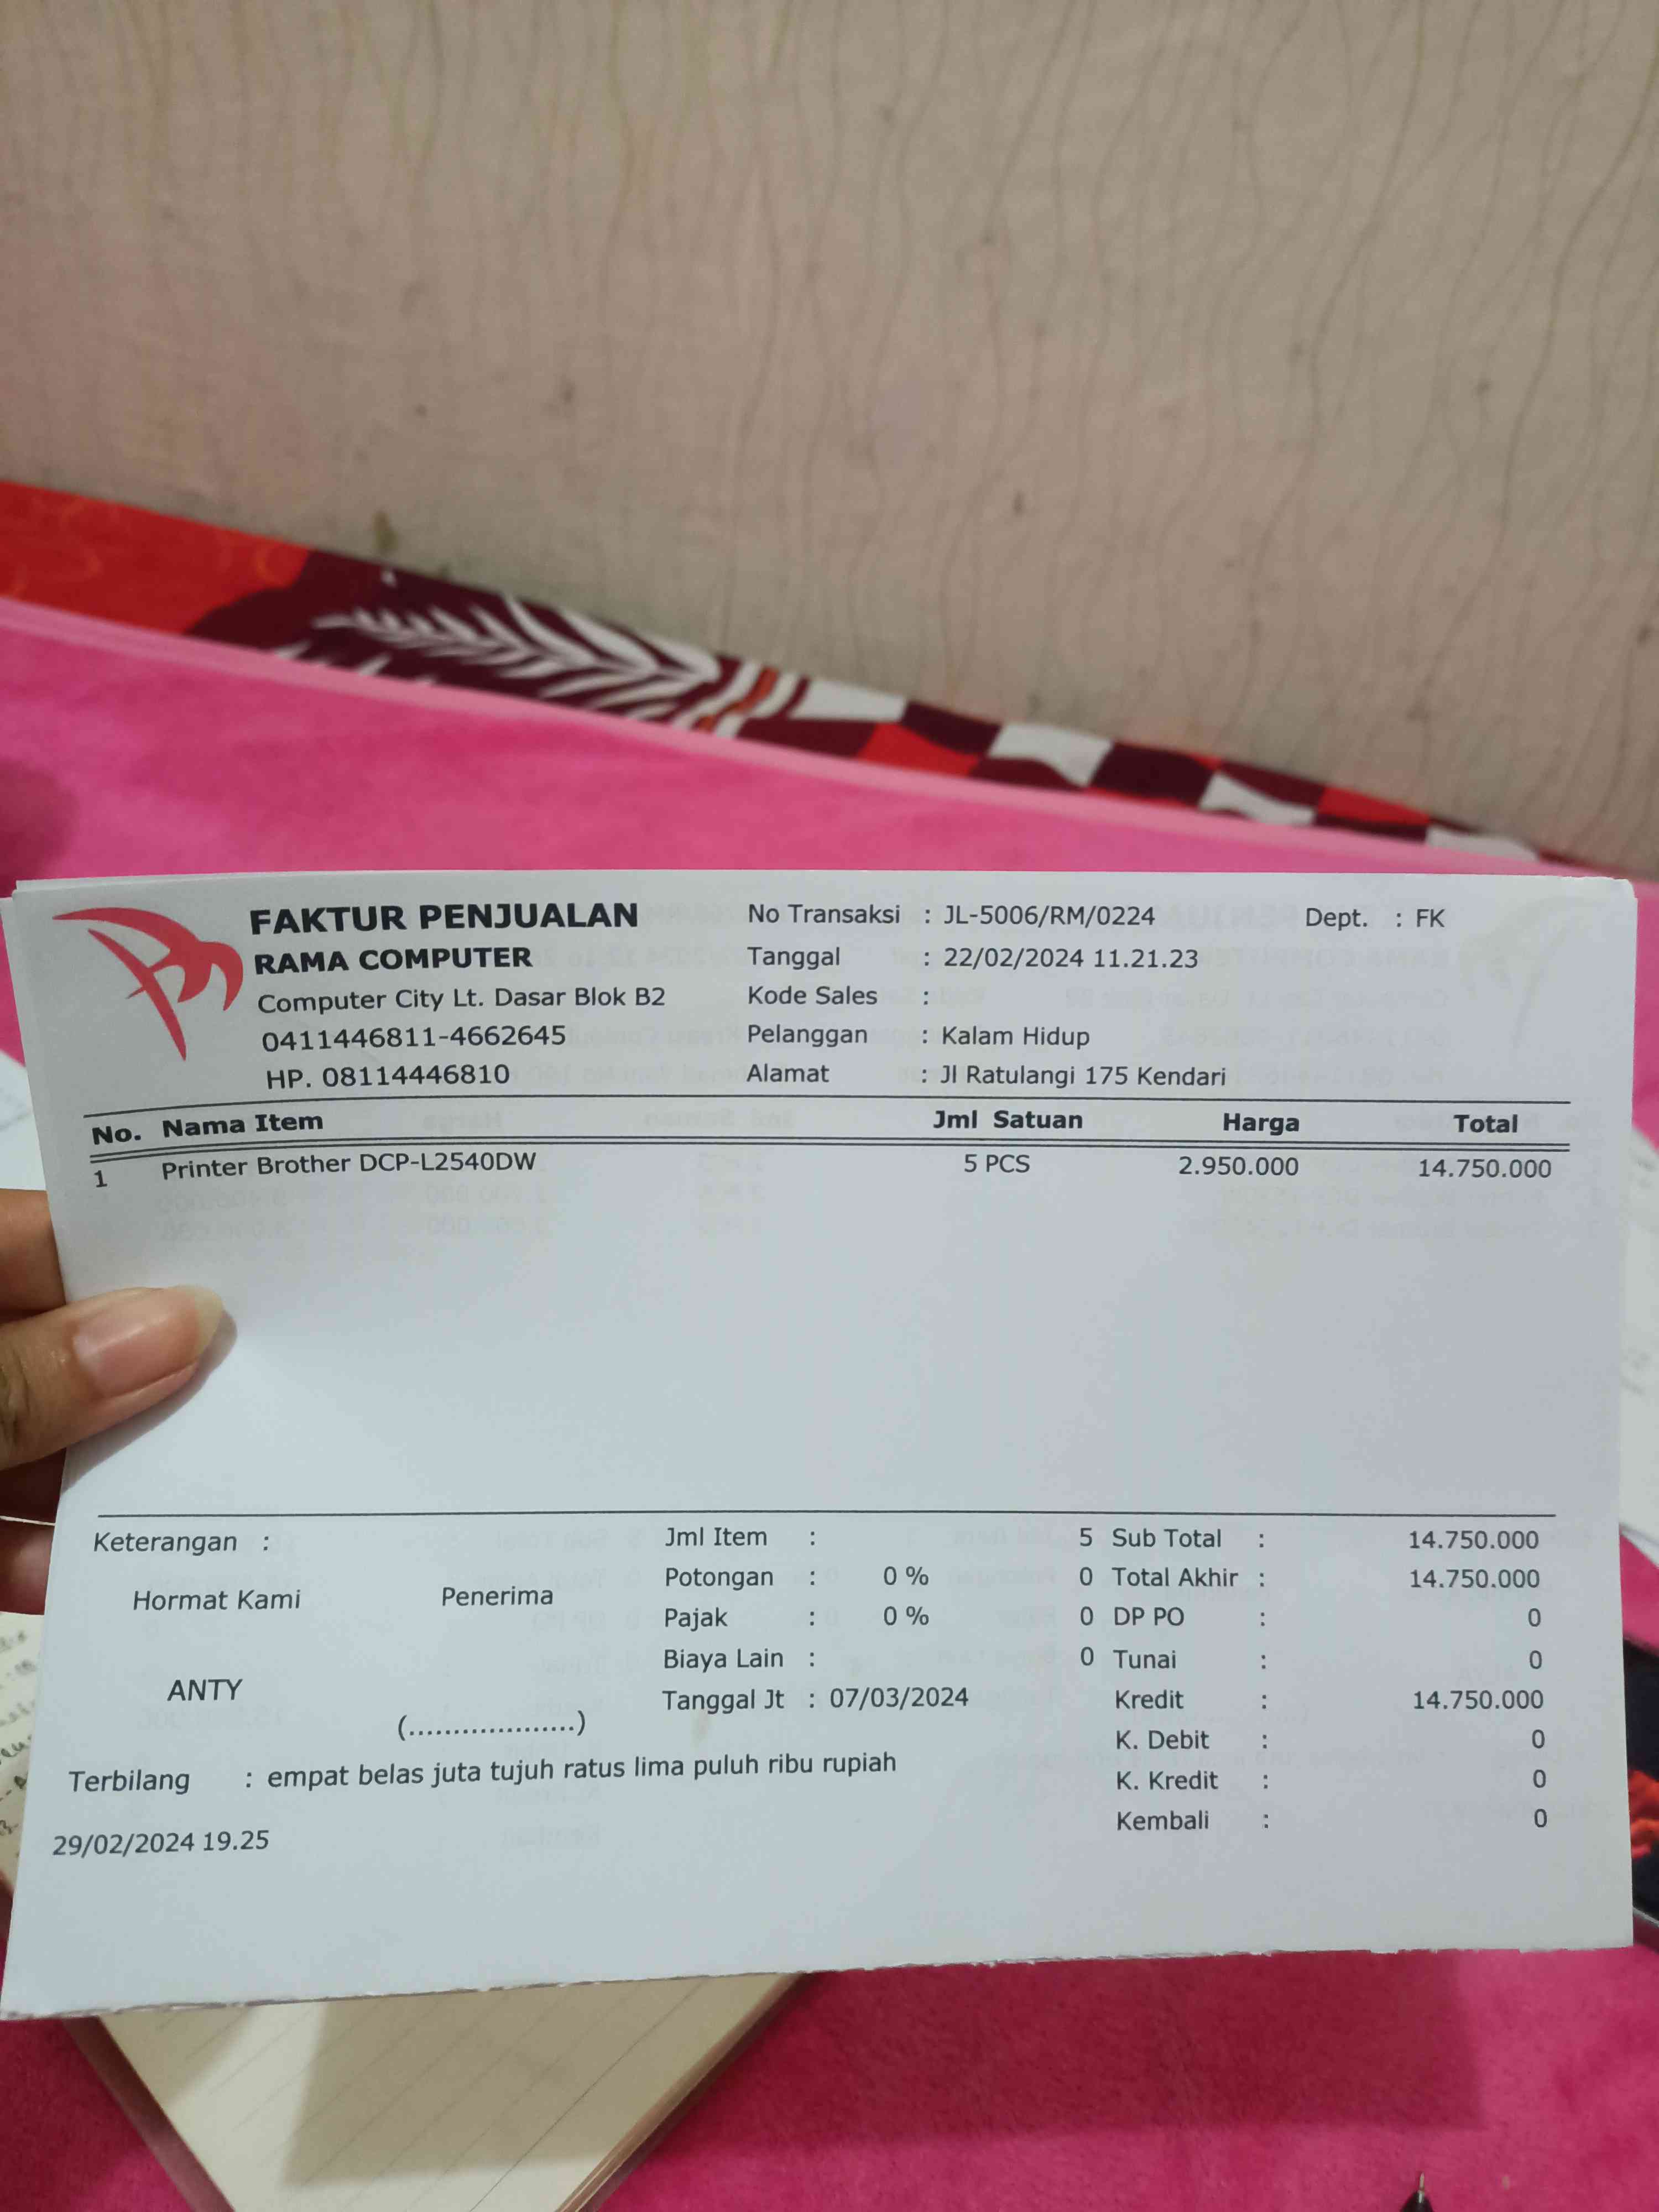 FAKTUR PENJUALAN
RAMA COMPUTER
Computer City Lt. Dasar Blok B2
0411446811-4662645
HP. 08114446810
No Transaksi : JL-5006/RM/0224 Dept. : FK
Tanggal : 22/02/2024 11.21.23
Kode Sales :
Pelanggan : Kalam Hidup
Alamat : Jl Ratulangi 175 Kendari
No. Nama Item Jml Satuan Harga Total
1 Printer Brother DCP-L2540DW 5 PCS 2.950.000 14.750.000
Keterangan :
Hormat Kami Penerima
ANTY
(...................)
Jml Item : 5 Sub Total : 14.750.000
Potongan : 0 % 0 Total Akhir : 14.750.000
Pajak : 0 % 0 DP PO : 0
Biaya Lain : 0 Tunai : 0
Tanggal Jt : 07/03/2024 Kredit : 14.750.000
K. Debit : 0
K. Kredit : 0
Kembali : 0
Terbilang : empat belas juta tujuh ratus lima puluh ribu rupiah
29/02/2024 19.25